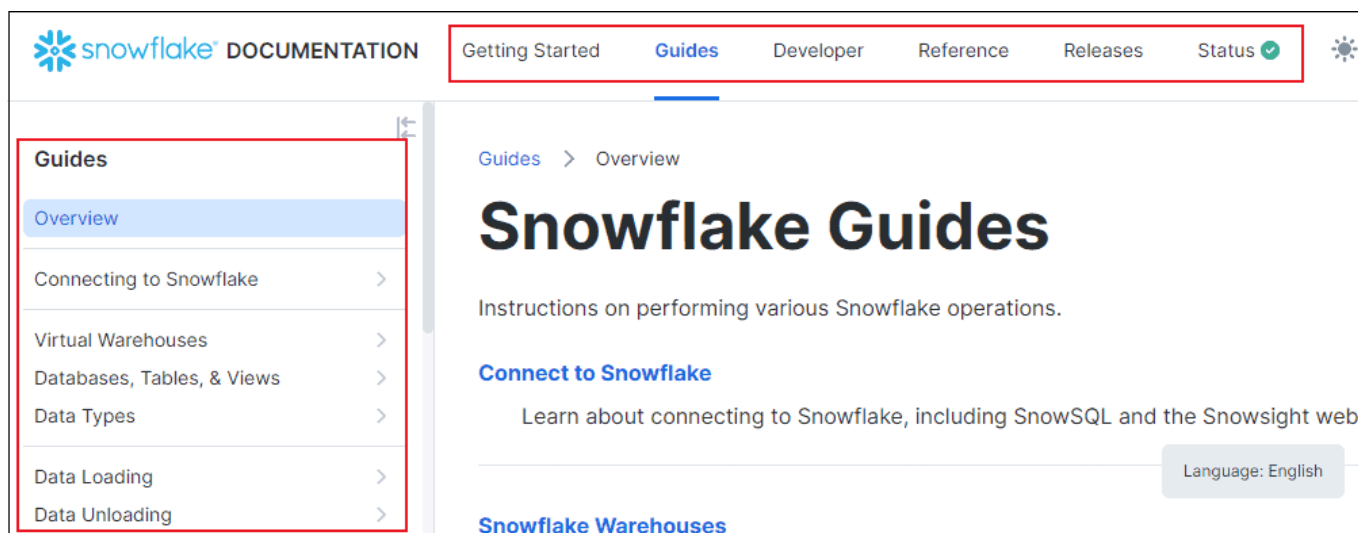 snowflake® DOCUMENTATION
Getting Started Guides Developer Reference Releases Status
Guides
Overview
Connecting to Snowflake
Virtual Warehouses
Databases, Tables, & Views
Data Types
Data Loading
Data Unloading
Guides > Overview
Snowflake Guides
Instructions on performing various Snowflake operations.
Connect to Snowflake
Learn about connecting to Snowflake, including SnowSQL and the Snowsight web
Language: English
Snowflake Warehouses